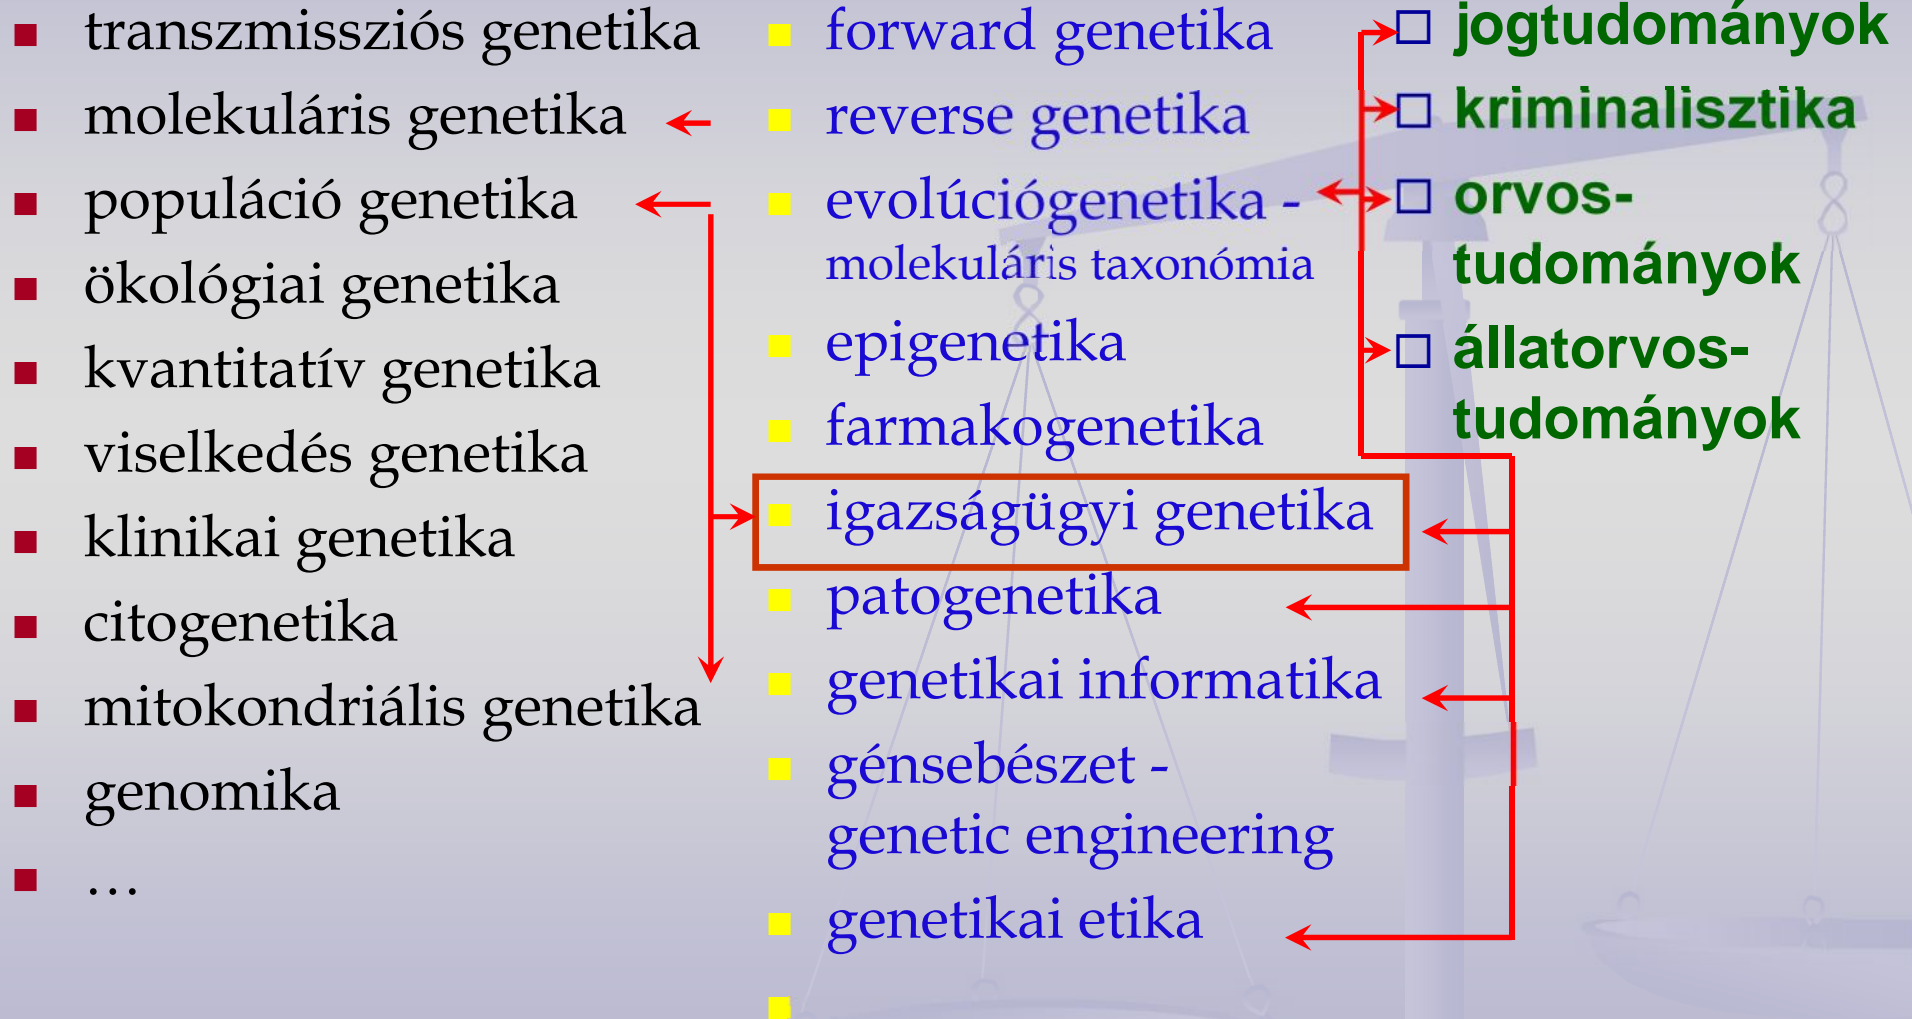 transzmissziós genetika
molekuláris genetika
populáció genetika
ökológiai genetika
kvantitatív genetika
viselkedés genetika
klinikai genetika
citogenetika
mitokondriális genetika
genomika
…
forward genetika
reverse genetika
evolúciógenetika -
molekuláris taxonómia
epigenetika
farmakogenetika
igazságügyi genetika
patogenetika
genetikai informatika
génsebészet -
genetic engineering
genetikai etika
jogtudományok
kriminalisztika
orvos-
tudományok
állatorvos-
tudományok